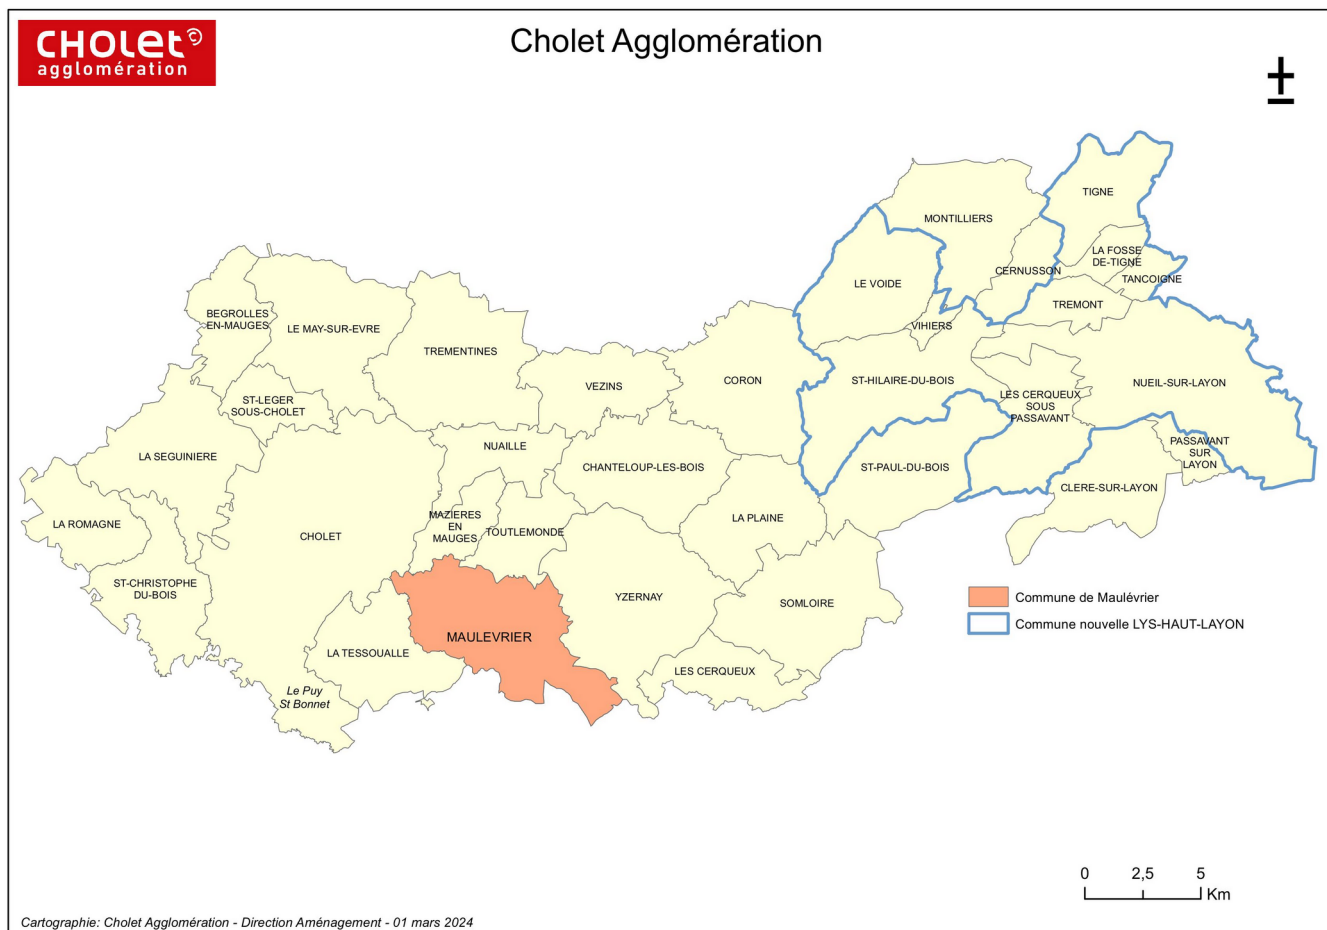 CHOLET©
agglomération
Cholet Agglomération
TIGNE
MONTILLIERS
LA FOSSE
DE-TIGNE
CERNUSSON
TANCOIGNE
LE VOIDE
TREMONT
BEGROLLES
EN-MAUGES
LE MAY-SUR-EVRE
VIHIERS
TREMENTINES
CORON
ST-HILAIRE-DU-BOIS
NUEIL-SUR-LAYON
VEZINS
LES CERQUEUX
SOUS
PASSAVANT
ST-LEGER
SOUS-CHOLET
NUAILLE
PASSAVANT
SUR
LAYON
LA SEGUINIERE
CHANTELOUP-LES-BOIS
ST-PAUL-DU-BOIS
CLERE-SUR-LAYON
LA ROMAGNE
MAZIERES
EN
MAUGES
LA PLAINE
CHOLET
TOUTLEMONDE
ST-CHRISTOPHE
DU-BOIS
YZERNAY
SOMLOIRE
Commune de Maulévrier
Commune nouvelle LYS-HAUT-LAYON
MAULEVRIER
LA TESSOUALLE
LES CERQUEUX
Le Puy
St Bonnet
0 2,5 5
Km
Cartographie: Cholet Agglomération - Direction Aménagement - 01 mars 2024